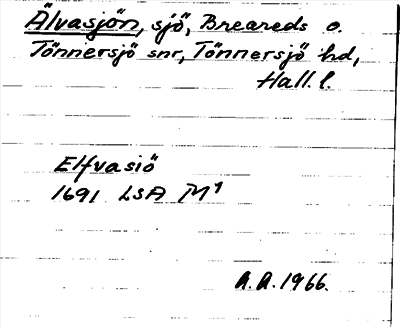 Älvasjön, sjö, Breareds o.
Tönnersjö snr, Tönnersjö hd,
Hall. l.
Elfvasiö
1691 LSA M¹
A.A. 1966.